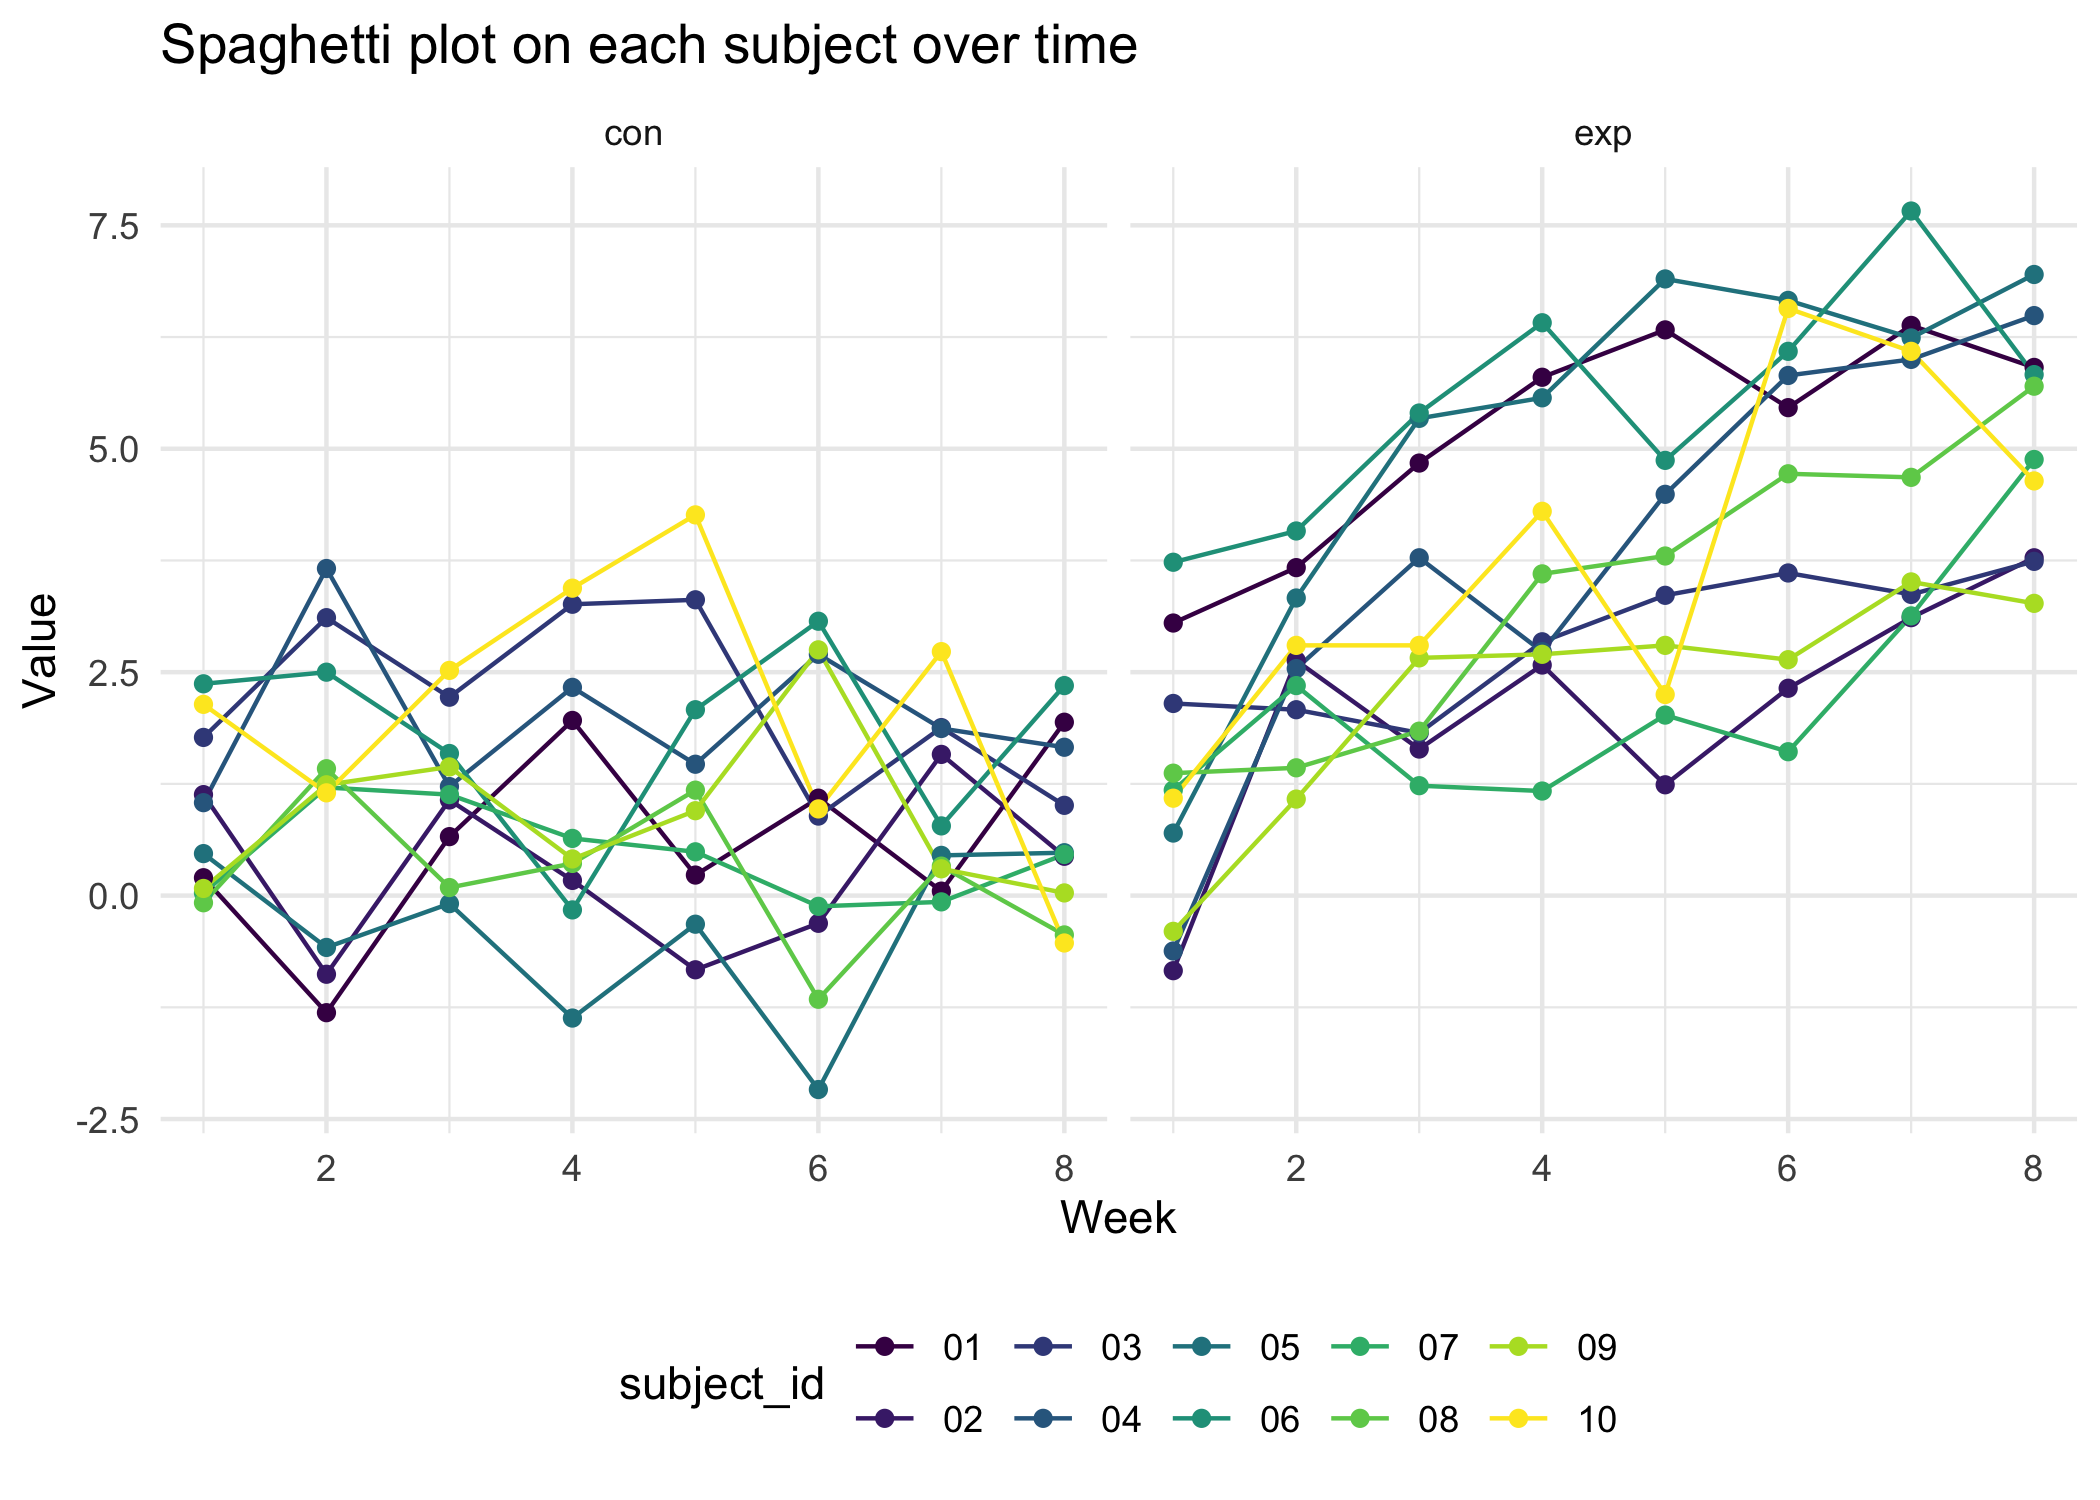 Spaghetti plot on each subject over time
con exp
7.5
5.0
2.5
0.0
-2.5
Value
2 4 6 8 2 4 6 8
Week
subject_id
01 03 05 07 09
02 04 06 08 10